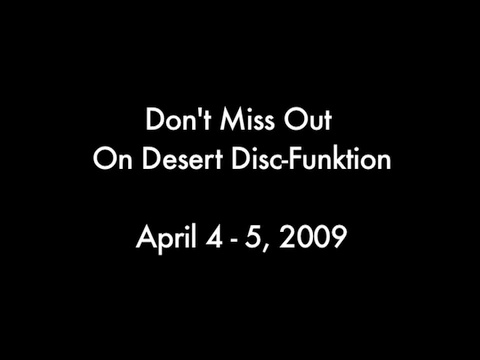 Don't Miss Out
On Desert Disc-Funktion
April 4 - 5, 2009